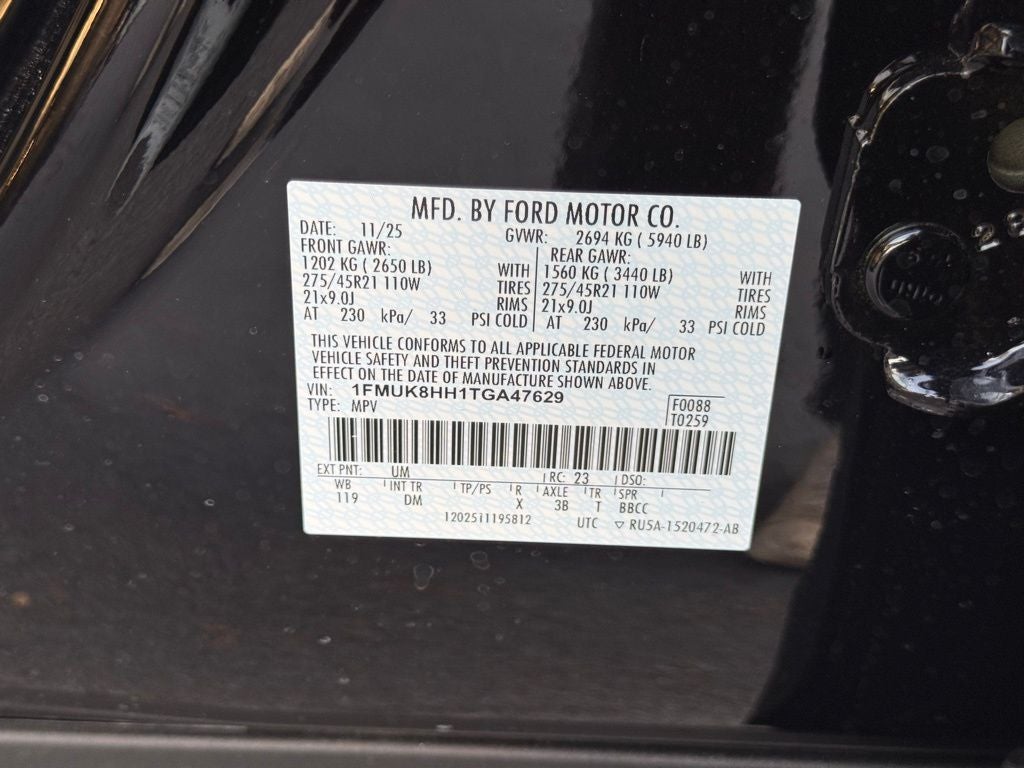 MFD. BY FORD MOTOR CO.
DATE: 11/25 GVWR: 2694 KG ( 5940 LB)
FRONT GAWR: REAR GAWR:
1202 KG ( 2650 LB) WITH 1560 KG ( 3440 LB) WITH
275/45R21 110W TIRES 275/45R21 110W TIRES
21x9.0J RIMS 21x9.0J RIMS
AT 230 kPa/ 33 PSI COLD AT 230 kPa/ 33 PSI COLD
THIS VEHICLE CONFORMS TO ALL APPLICABLE FEDERAL MOTOR
VEHICLE SAFETY AND THEFT PREVENTION STANDARDS IN
EFFECT ON THE DATE OF MANUFACTURE SHOWN ABOVE.
VIN: 1FMUK8HH1TGA47629 F0088
TYPE: MPV T0259
EXT PNT: UM RC: 23 DSO:
WB INT TR TP/PS R AXLE TR SPR
119 DM X 3B T BBCC
1202511195812 UTC ▽ RU5A-1520472-AB